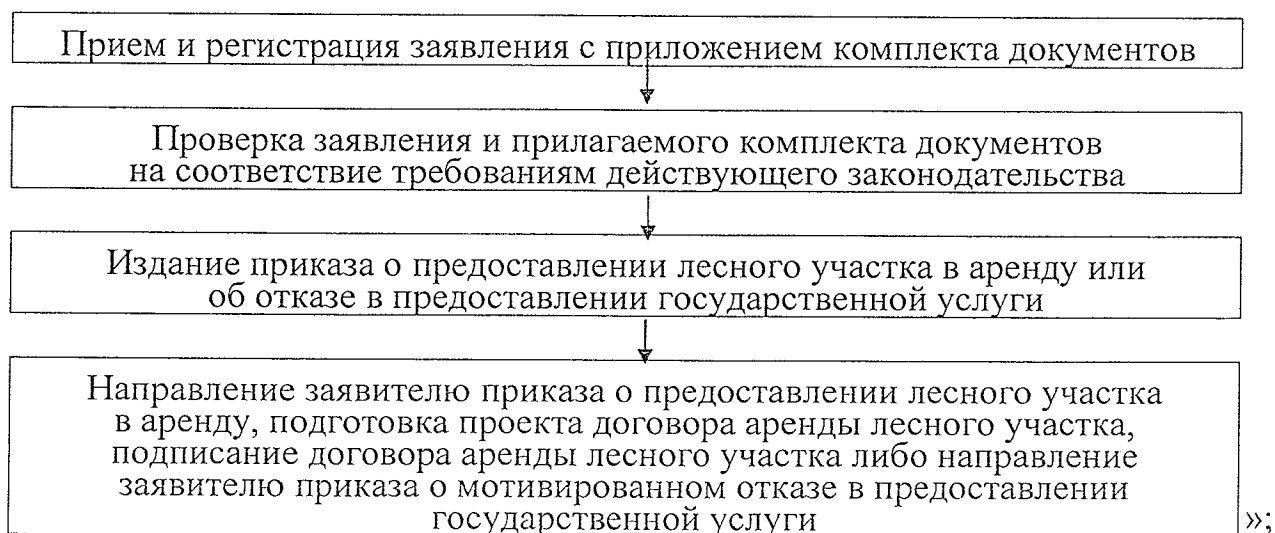 Прием и регистрация заявления с приложением комплекта документов
Проверка заявления и прилагаемого комплекта документов
на соответствие требованиям действующего законодательства
Издание приказа о предоставлении лесного участка в аренду или
об отказе в предоставлении государственной услуги
Направление заявителю приказа о предоставлении лесного участка
в аренду, подготовка проекта договора аренды лесного участка,
подписание договора аренды лесного участка либо направление
заявителю приказа о мотивированном отказе в предоставлении
государственной услуги »;